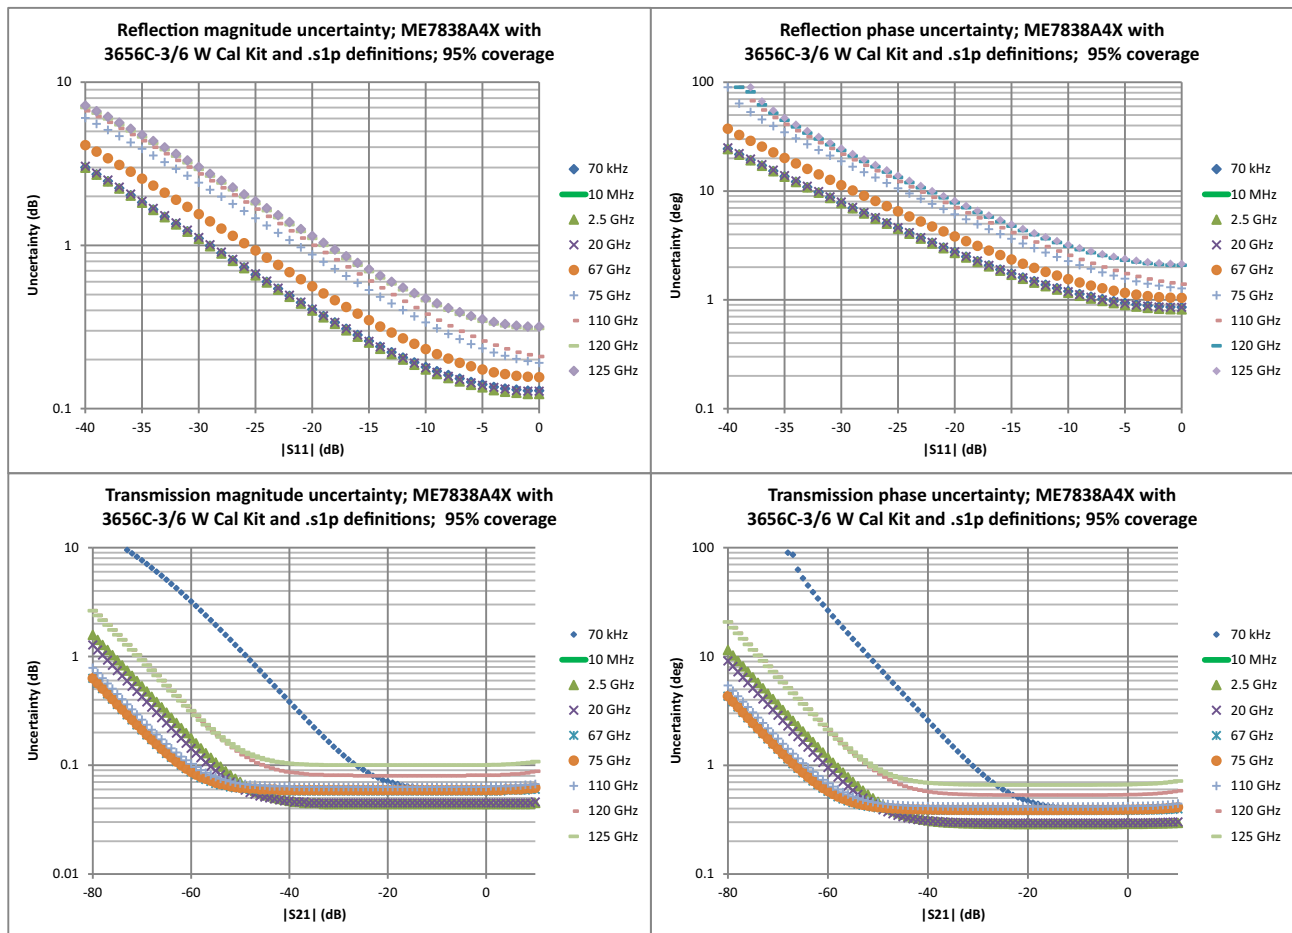 Reflection magnitude uncertainty; ME7838A4X with
3656C-3/6 W Cal Kit and .s1p definitions; 95% coverage
10
1
0.1
Uncertainty (dB)
-40 -35 -30 -25 -20 -15 -10 -5 0
|S11| (dB)
70 kHz
10 MHz
2.5 GHz
20 GHz
67 GHz
75 GHz
110 GHz
120 GHz
125 GHz
Reflection phase uncertainty; ME7838A4X with
3656C-3/6 W Cal Kit and .s1p definitions;  95% coverage
100
10
1
0.1
Uncertainty (deg)
-40 -35 -30 -25 -20 -15 -10 -5 0
|S11| (dB)
70 kHz
10 MHz
2.5 GHz
20 GHz
67 GHz
75 GHz
110 GHz
120 GHz
125 GHz
Transmission magnitude uncertainty; ME7838A4X with
3656C-3/6 W Cal Kit and .s1p definitions;  95% coverage
10
1
0.1
0.01
Uncertainty (dB)
-80 -60 -40 -20 0
|S21| (dB)
70 kHz
10 MHz
2.5 GHz
20 GHz
67 GHz
75 GHz
110 GHz
120 GHz
125 GHz
Transmission phase uncertainty; ME7838A4X with
3656C-3/6 W Cal Kit and .s1p definitions; 95% coverage
100
10
1
0.1
Uncertainty (deg)
-80 -60 -40 -20 0
|S21| (dB)
70 kHz
10 MHz
2.5 GHz
20 GHz
67 GHz
75 GHz
110 GHz
120 GHz
125 GHz